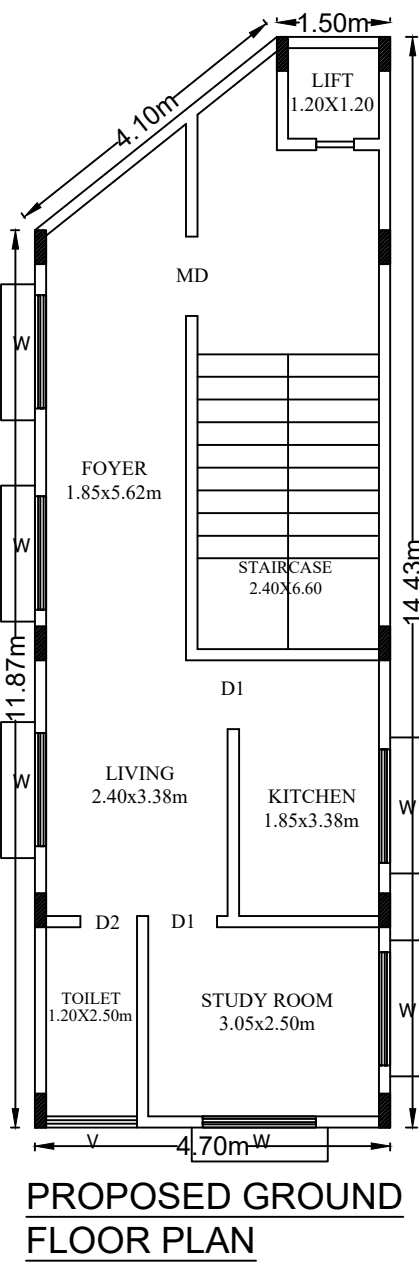 1.50m
4.10m
LIFT
1.20X1.20
MD
W
FOYER
1.85x5.62m
W
STAIRCASE
2.40X6.60
14.43m
11.87m
D1
W
LIVING
2.40x3.38m
KITCHEN
1.85x3.38m
W
D2
D1
TOILET
1.20X2.50m
STUDY ROOM
3.05x2.50m
W
V
4.70m
W
PROPOSED GROUND
FLOOR PLAN